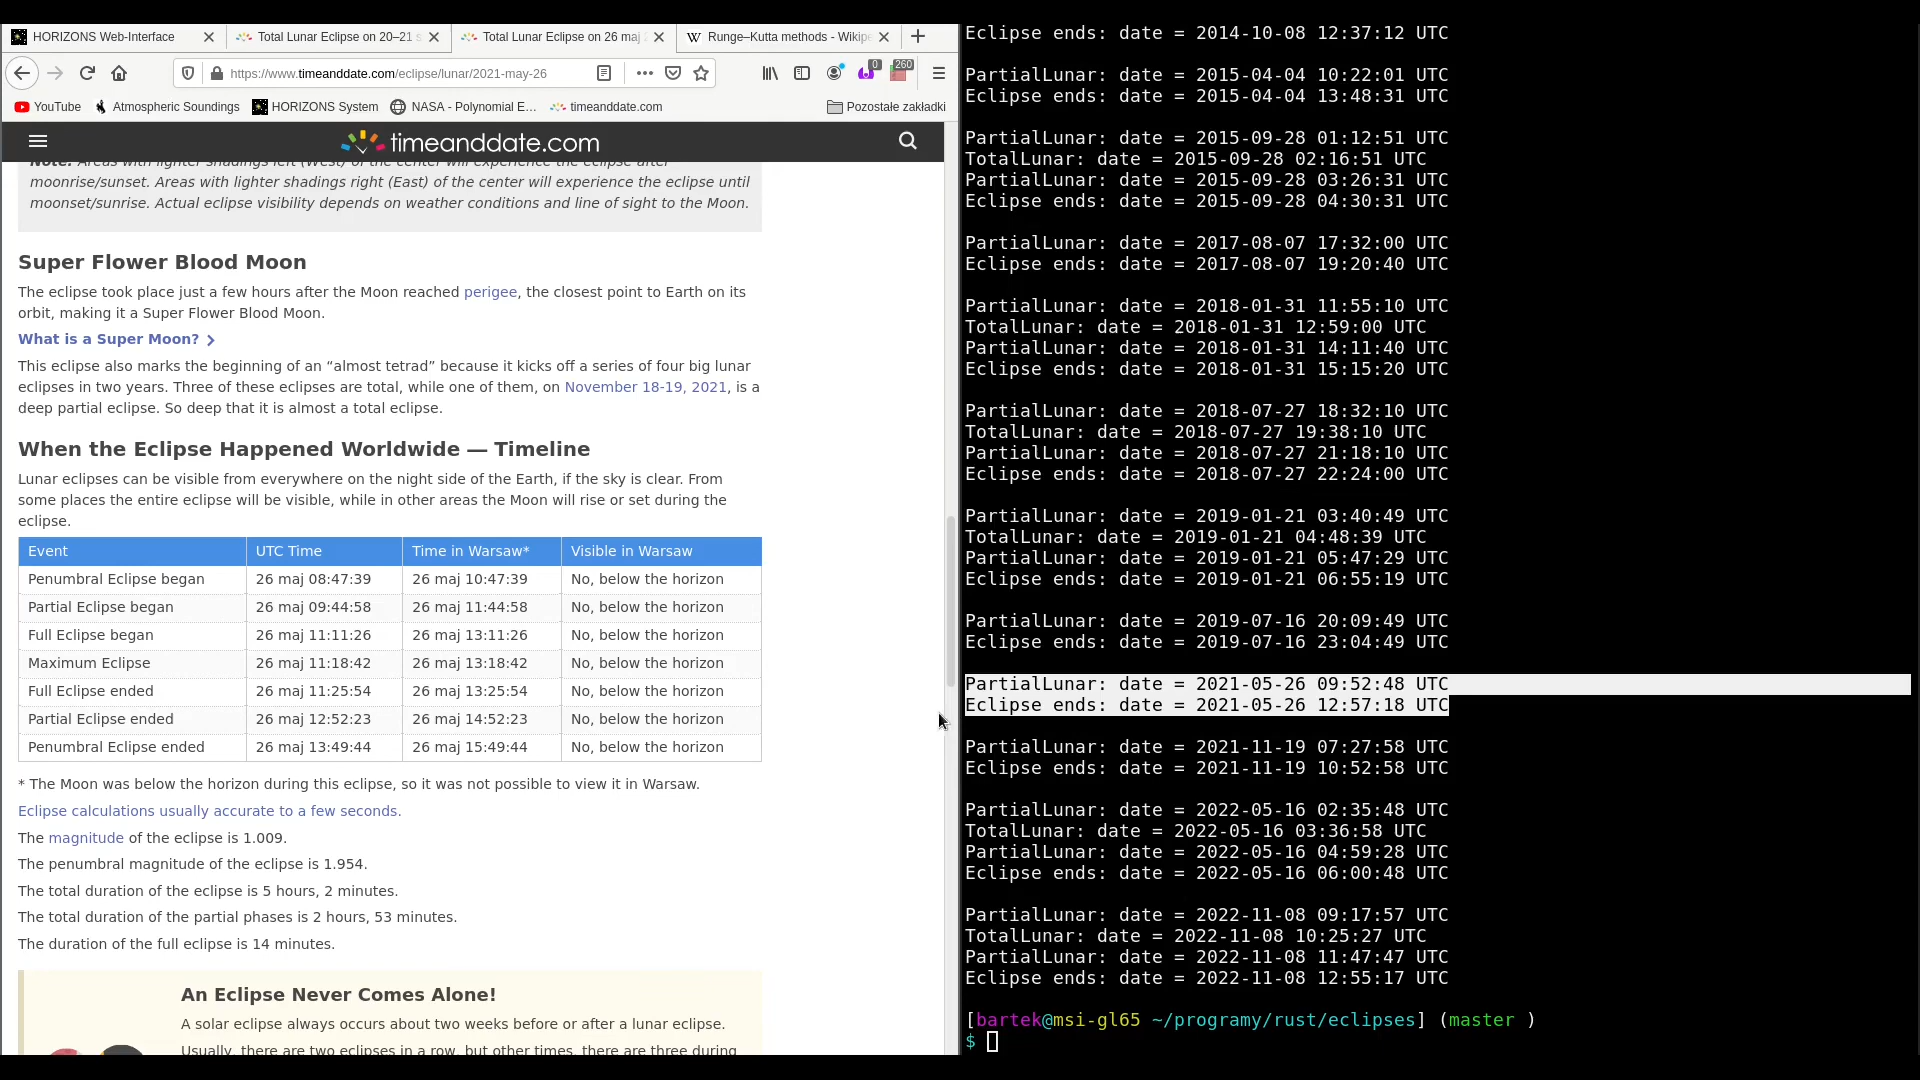 HORIZONS Web-Interface
Total Lunar Eclipse on 20–21 s
Total Lunar Eclipse on 26 maj 2
Runge–Kutta methods - Wikipe
https://www.timeanddate.com/eclipse/lunar/2021-may-26
0
260
YouTube
Atmospheric Soundings
HORIZONS System
NASA - Polynomial E…
timeanddate.com
Pozostałe zakładki
timeanddate.com
Note: Areas with lighter shadings left (West) of the center will experience the eclipse after
moonrise/sunset. Areas with lighter shadings right (East) of the center will experience the eclipse until
moonset/sunrise. Actual eclipse visibility depends on weather conditions and line of sight to the Moon.
Super Flower Blood Moon
The eclipse took place just a few hours after the Moon reached perigee, the closest point to Earth on its
orbit, making it a Super Flower Blood Moon.
What is a Super Moon?
This eclipse also marks the beginning of an “almost tetrad” because it kicks off a series of four big lunar
eclipses in two years. Three of these eclipses are total, while one of them, on November 18-19, 2021, is a
deep partial eclipse. So deep that it is almost a total eclipse.
When the Eclipse Happened Worldwide — Timeline
Lunar eclipses can be visible from everywhere on the night side of the Earth, if the sky is clear. From
some places the entire eclipse will be visible, while in other areas the Moon will rise or set during the
eclipse.
Event UTC Time Time in Warsaw* Visible in Warsaw
Penumbral Eclipse began 26 maj 08:47:39 26 maj 10:47:39 No, below the horizon
Partial Eclipse began 26 maj 09:44:58 26 maj 11:44:58 No, below the horizon
Full Eclipse began 26 maj 11:11:26 26 maj 13:11:26 No, below the horizon
Maximum Eclipse 26 maj 11:18:42 26 maj 13:18:42 No, below the horizon
Full Eclipse ended 26 maj 11:25:54 26 maj 13:25:54 No, below the horizon
Partial Eclipse ended 26 maj 12:52:23 26 maj 14:52:23 No, below the horizon
Penumbral Eclipse ended 26 maj 13:49:44 26 maj 15:49:44 No, below the horizon
* The Moon was below the horizon during this eclipse, so it was not possible to view it in Warsaw.
Eclipse calculations usually accurate to a few seconds.
The magnitude of the eclipse is 1.009.
The penumbral magnitude of the eclipse is 1.954.
The total duration of the eclipse is 5 hours, 2 minutes.
The total duration of the partial phases is 2 hours, 53 minutes.
The duration of the full eclipse is 14 minutes.
An Eclipse Never Comes Alone!
A solar eclipse always occurs about two weeks before or after a lunar eclipse.
Usually, there are two eclipses in a row, but other times, there are three during
Eclipse ends: date = 2014-10-08 12:37:12 UTC
PartialLunar: date = 2015-04-04 10:22:01 UTC
Eclipse ends: date = 2015-04-04 13:48:31 UTC
PartialLunar: date = 2015-09-28 01:12:51 UTC
TotalLunar: date = 2015-09-28 02:16:51 UTC
PartialLunar: date = 2015-09-28 03:26:31 UTC
Eclipse ends: date = 2015-09-28 04:30:31 UTC
PartialLunar: date = 2017-08-07 17:32:00 UTC
Eclipse ends: date = 2017-08-07 19:20:40 UTC
PartialLunar: date = 2018-01-31 11:55:10 UTC
TotalLunar: date = 2018-01-31 12:59:00 UTC
PartialLunar: date = 2018-01-31 14:11:40 UTC
Eclipse ends: date = 2018-01-31 15:15:20 UTC
PartialLunar: date = 2018-07-27 18:32:10 UTC
TotalLunar: date = 2018-07-27 19:38:10 UTC
PartialLunar: date = 2018-07-27 21:18:10 UTC
Eclipse ends: date = 2018-07-27 22:24:00 UTC
PartialLunar: date = 2019-01-21 03:40:49 UTC
TotalLunar: date = 2019-01-21 04:48:39 UTC
PartialLunar: date = 2019-01-21 05:47:29 UTC
Eclipse ends: date = 2019-01-21 06:55:19 UTC
PartialLunar: date = 2019-07-16 20:09:49 UTC
Eclipse ends: date = 2019-07-16 23:04:49 UTC
PartialLunar: date = 2021-05-26 09:52:48 UTC
Eclipse ends: date = 2021-05-26 12:57:18 UTC
PartialLunar: date = 2021-11-19 07:27:58 UTC
Eclipse ends: date = 2021-11-19 10:52:58 UTC
PartialLunar: date = 2022-05-16 02:35:48 UTC
TotalLunar: date = 2022-05-16 03:36:58 UTC
PartialLunar: date = 2022-05-16 04:59:28 UTC
Eclipse ends: date = 2022-05-16 06:00:48 UTC
PartialLunar: date = 2022-11-08 09:17:57 UTC
TotalLunar: date = 2022-11-08 10:25:27 UTC
PartialLunar: date = 2022-11-08 11:47:47 UTC
Eclipse ends: date = 2022-11-08 12:55:17 UTC
[bartek@msi-gl65 ~/programy/rust/eclipses] (master )
$